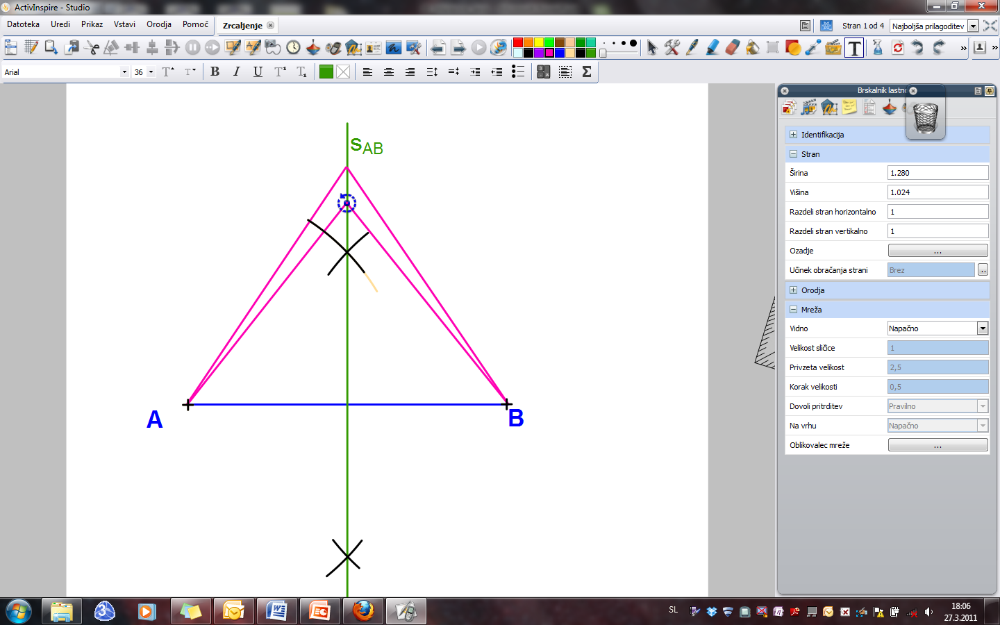 ActivInspire - Studio
Datoteka Uredi Prikaz Vstavi Orodja Pomoč Zrcaljenje Stran 1 od 4 Najboljša prilagoditev
T » »
Arial 36 T T B I U T¹ T₁ Σ
Brskalnik lastno
Identifikacija
Stran
Širina 1.280
Višina 1.024
Razdeli stran horizontalno 1
Razdeli stran vertikalno 1
Ozadje ...
Učinek obračanja strani Brez ..
Orodja
Mreža
Vidno Napačno
Velikost sličice 1
Privzeta velikost 2,5
Korak velikosti 0,5
Dovoli pritrditev Pravilno
Na vrhu Napačno
Oblikovalec mreže ...
sAB
A B
SL 18:06
27.3.2011